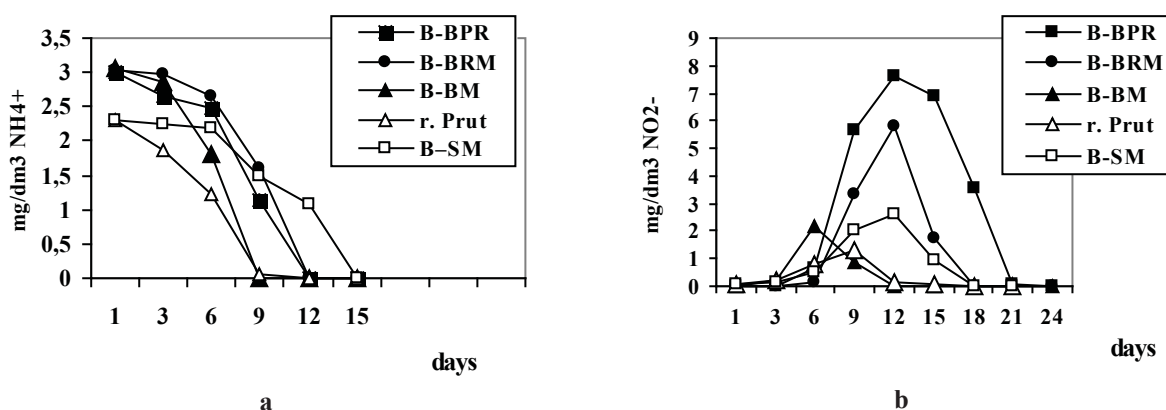 3,5
3
2,5
2
1,5
1
0,5
0
mg/dm3 NH4+
1 3 6 9 12 15
days
B-BPR
B-BRM
B-BM
r. Prut
B–SM
a
9
8
7
6
5
4
3
2
1
0
mg/dm3 NO2-
1 3 6 9 12 15 18 21 24
days
B-BPR
B-BRM
B-BM
r. Prut
B-SM
b